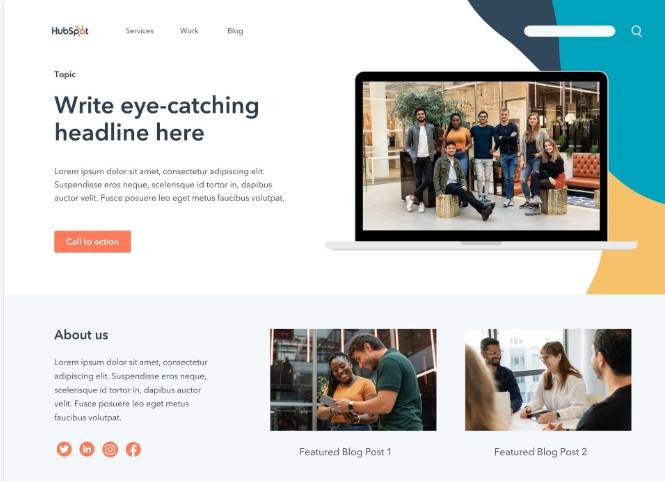 HubSpot
Services
Work
Blog
Topic
Write eye-catching
headline here
Lorem ipsum dolor sit amet, consectetur adipiscing elit.
Suspendisse eros neque, scelerisque id tortor in, dapibus
auctor velit. Fusce posuere leo eget metus faucibus volutpat.
Call to action
About us
Lorem ipsum dolor sit amet, consectetur
adipiscing elit. Suspendisse eros neque,
scelerisque id tortor in, dapibus auctor
velit. Fusce posuere leo eget metus
faucibus volutpat.
Featured Blog Post 1
Featured Blog Post 2